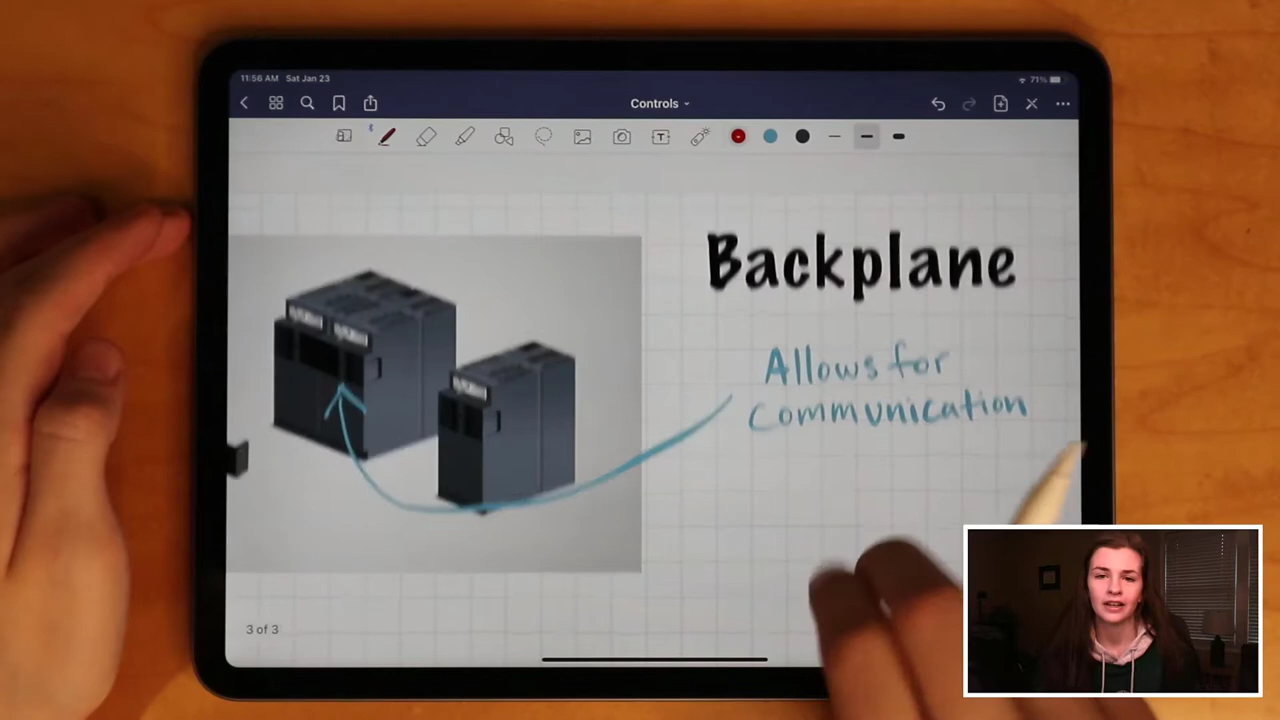 11:56 AM Sat Jan 23
71%
Controls
T
Backplane
Allows for
communication
3 of 3